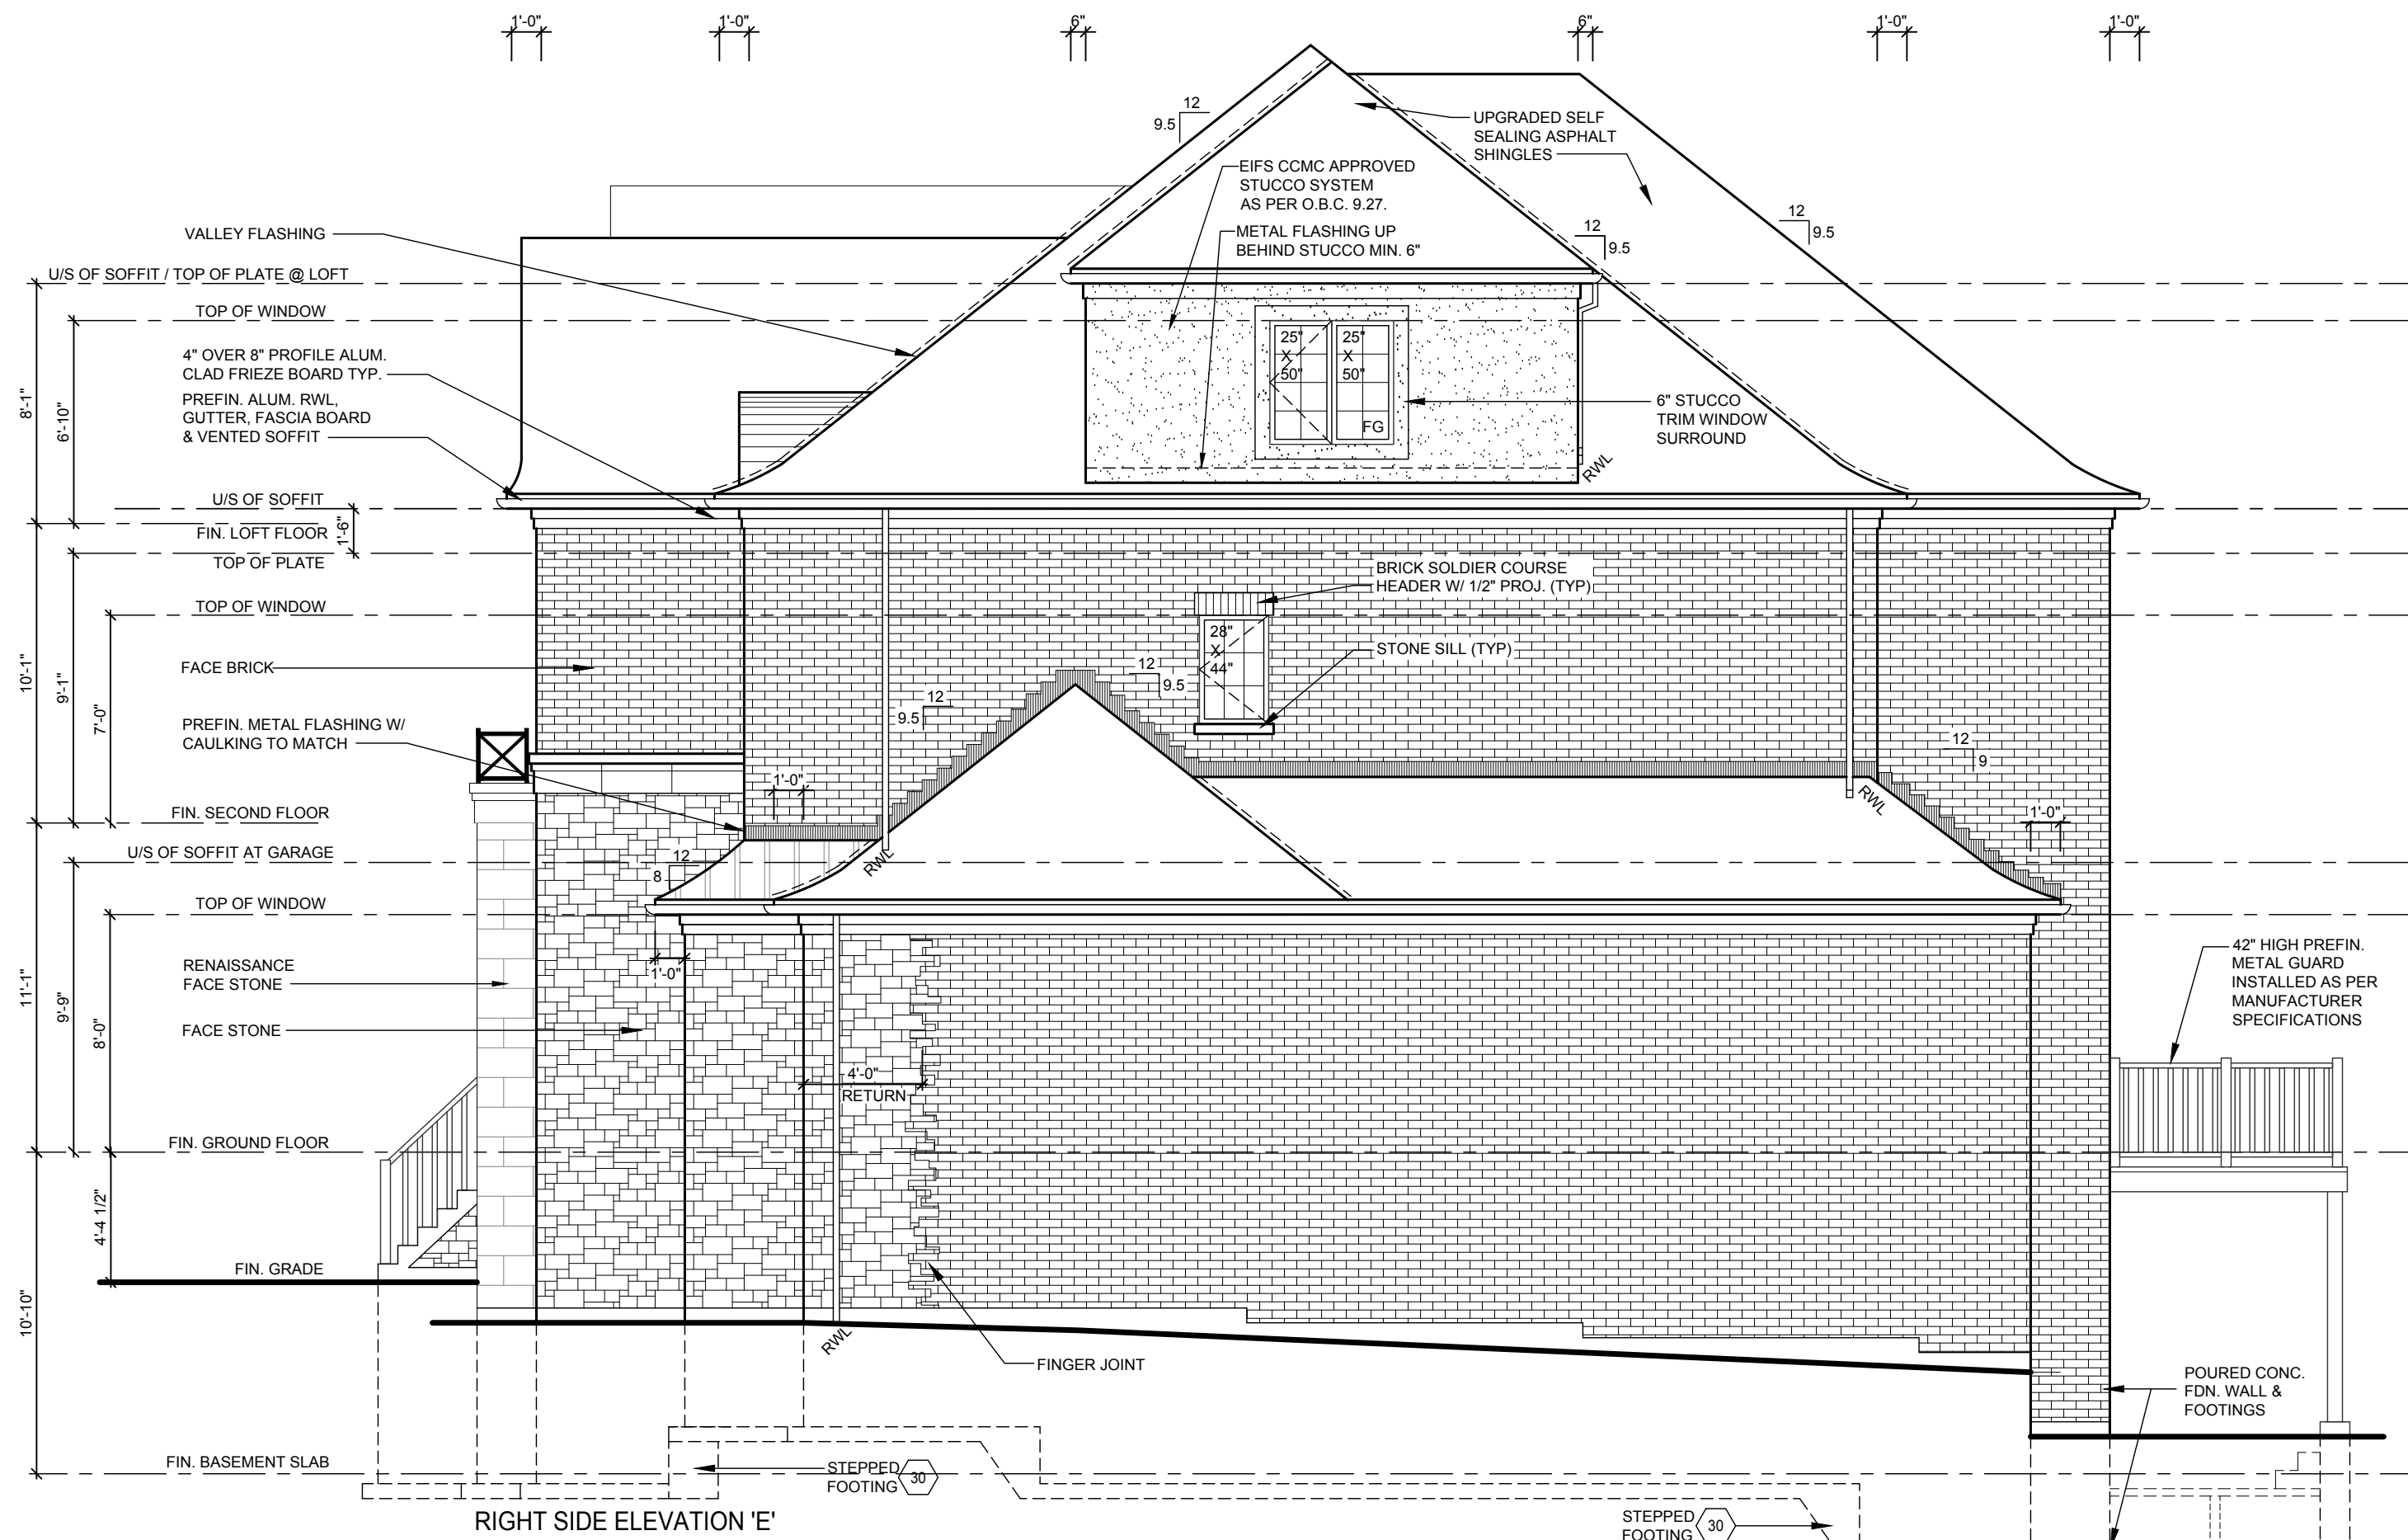 1'-0"
1'-0"
6"
6"
1'-0"
1'-0"
12
9.5
UPGRADED SELF
SEALING ASPHALT
SHINGLES
EIFS CCMC APPROVED
STUCCO SYSTEM
AS PER O.B.C. 9.27.
METAL FLASHING UP
BEHIND STUCCO MIN. 6"
12
9.5
12
9.5
VALLEY FLASHING
U/S OF SOFFIT / TOP OF PLATE @ LOFT
TOP OF WINDOW
4" OVER 8" PROFILE ALUM.
CLAD FRIEZE BOARD TYP.
PREFIN. ALUM. RWL,
GUTTER, FASCIA BOARD
& VENTED SOFFIT
8'-1"
6'-10"
25"
X
50"
25"
X
50"
FG
6" STUCCO
TRIM WINDOW
SURROUND
RWL
U/S OF SOFFIT
FIN. LOFT FLOOR
1'-6"
TOP OF PLATE
TOP OF WINDOW
BRICK SOLDIER COURSE
HEADER W/ 1/2" PROJ. (TYP)
28"
X
44"
STONE SILL (TYP)
FACE BRICK
10'-1"
9'-1"
7'-0"
12
9.5
12
9.5
PREFIN. METAL FLASHING W/
CAULKING TO MATCH
12
9
1'-0"
RWL
1'-0"
FIN. SECOND FLOOR
U/S OF SOFFIT AT GARAGE
12
8
RWL
TOP OF WINDOW
RENAISSANCE
FACE STONE
1'-0"
FACE STONE
11'-1"
9'-9"
8'-0"
4'-0"
RETURN
42" HIGH PREFIN.
METAL GUARD
INSTALLED AS PER
MANUFACTURER
SPECIFICATIONS
FIN. GROUND FLOOR
4'-4 1/2"
FIN. GRADE
10'-10"
RWL
FINGER JOINT
POURED CONC.
FDN. WALL &
FOOTINGS
FIN. BASEMENT SLAB
STEPPED
FOOTING
30
STEPPED
FOOTING
30
RIGHT SIDE ELEVATION 'E'